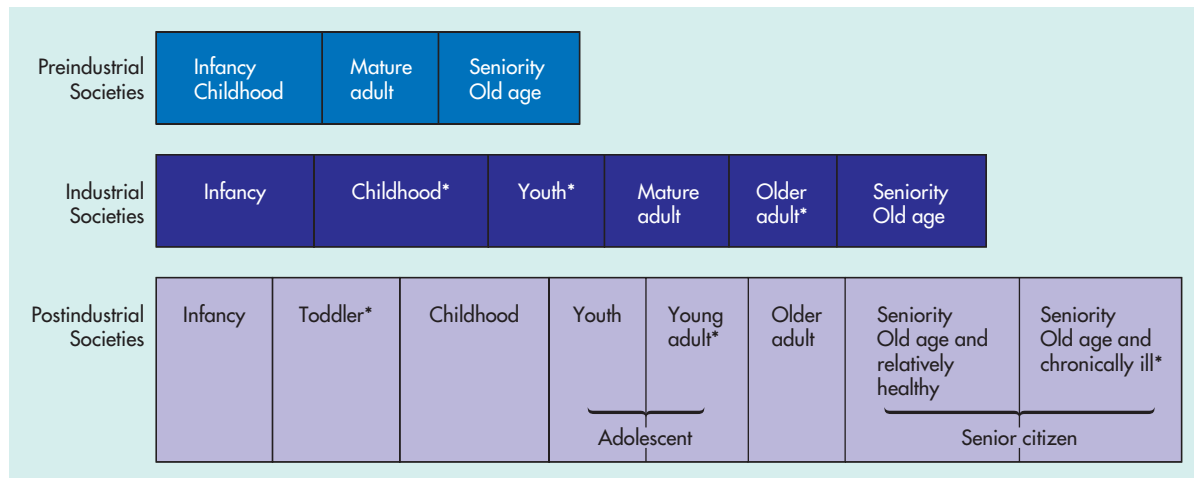 Preindustrial
Societies
Infancy
Childhood
Mature
adult
Seniority
Old age
Industrial
Societies
Infancy
Childhood*
Youth*
Mature
adult
Older
adult*
Seniority
Old age
Postindustrial
Societies
Infancy
Toddler*
Childhood
Youth
Young
adult*
Older
adult
Seniority
Old age and
relatively
healthy
Seniority
Old age and
chronically ill*
Adolescent
Senior citizen